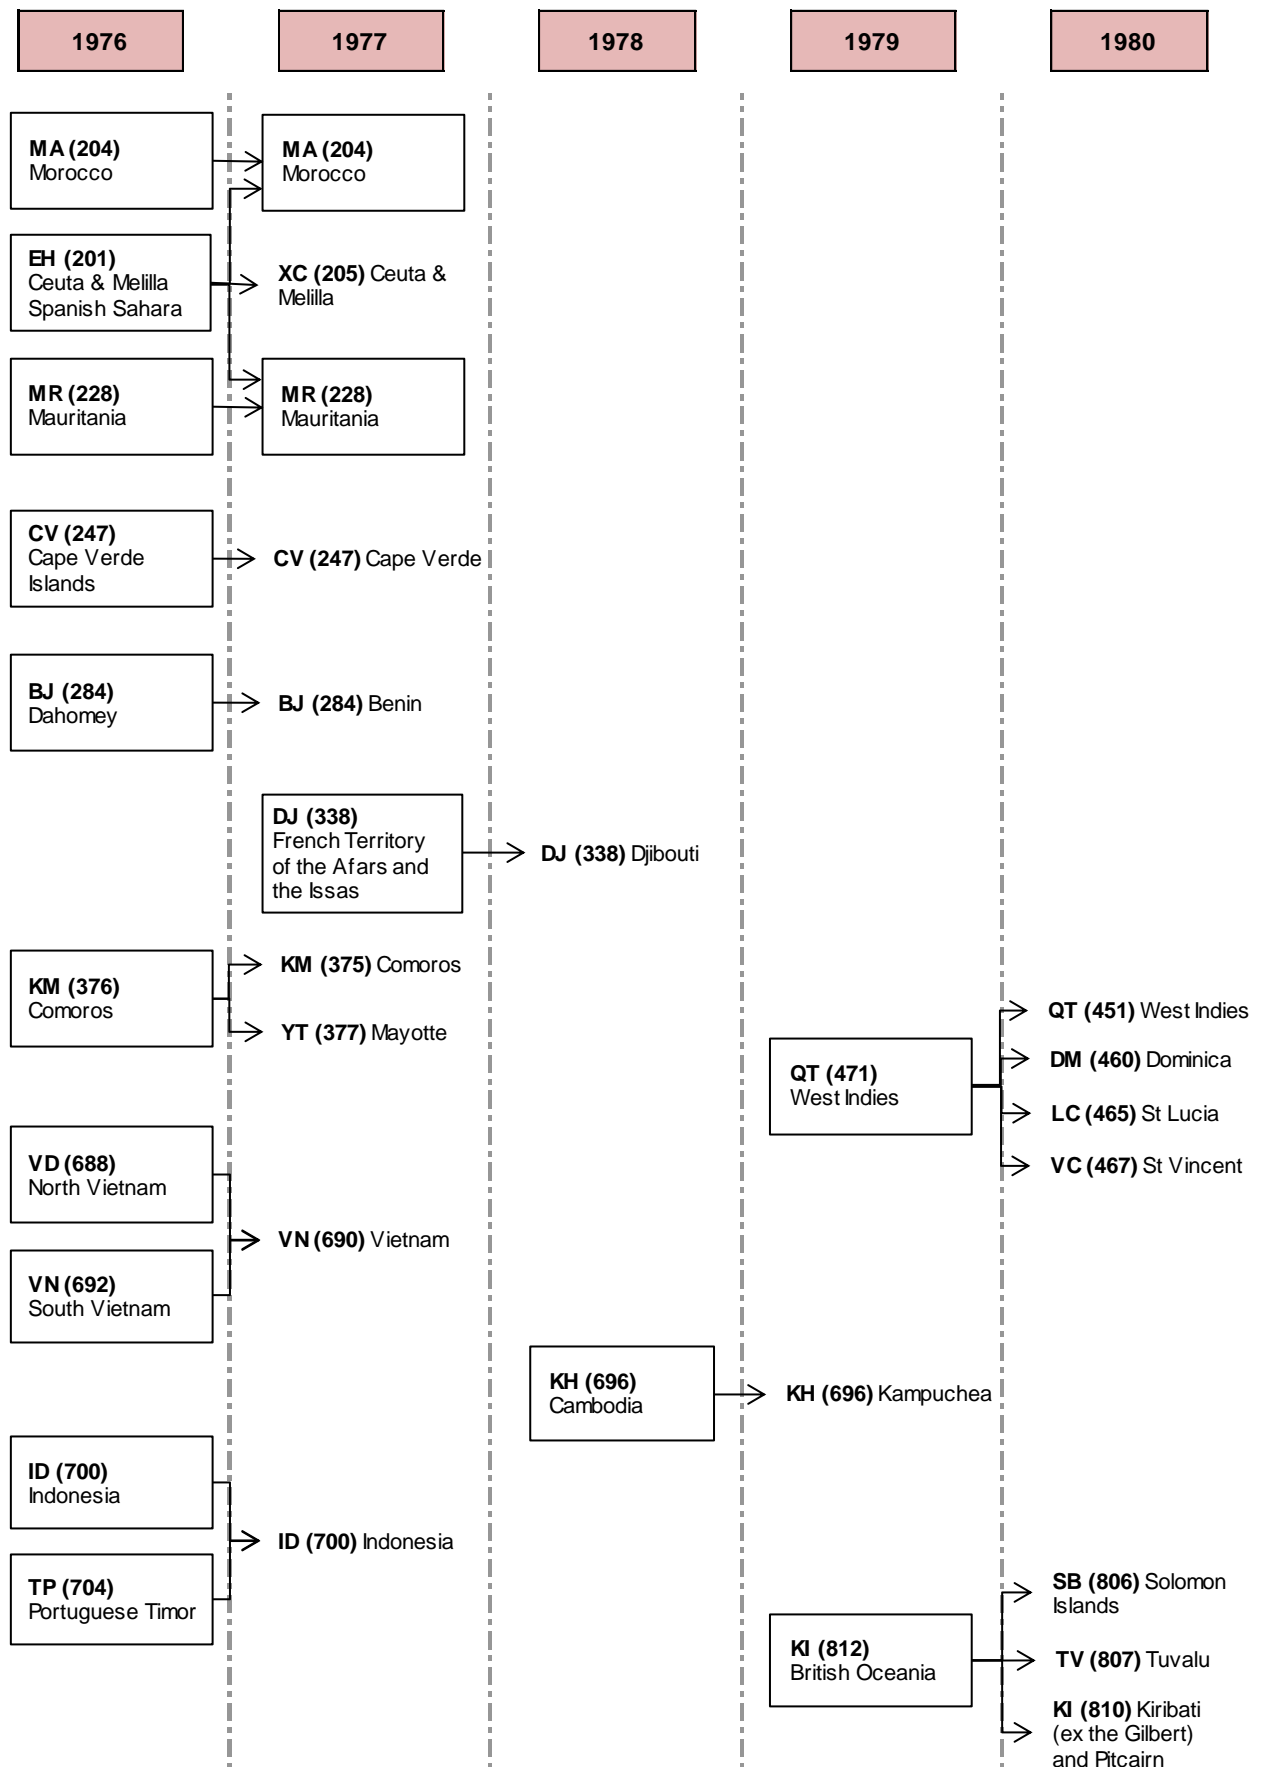 1976
1977
1978
1979
1980
MA (204)
Morocco
MA (204)
Morocco
EH (201)
Ceuta & Melilla
Spanish Sahara
XC (205) Ceuta &
Melilla
MR (228)
Mauritania
MR (228)
Mauritania
CV (247)
Cape Verde
Islands
CV (247) Cape Verde
BJ (284)
Dahomey
BJ (284) Benin
DJ (338)
French Territory
of the Afars and
the Issas
DJ (338) Djibouti
KM (376)
Comoros
KM (375) Comoros
YT (377) Mayotte
QT (471)
West Indies
QT (451) West Indies
DM (460) Dominica
LC (465) St Lucia
VC (467) St Vincent
VD (688)
North Vietnam
VN (692)
South Vietnam
VN (690) Vietnam
KH (696)
Cambodia
KH (696) Kampuchea
ID (700)
Indonesia
TP (704)
Portuguese Timor
ID (700) Indonesia
KI (812)
British Oceania
SB (806) Solomon
Islands
TV (807) Tuvalu
KI (810) Kiribati
(ex the Gilbert)
and Pitcairn